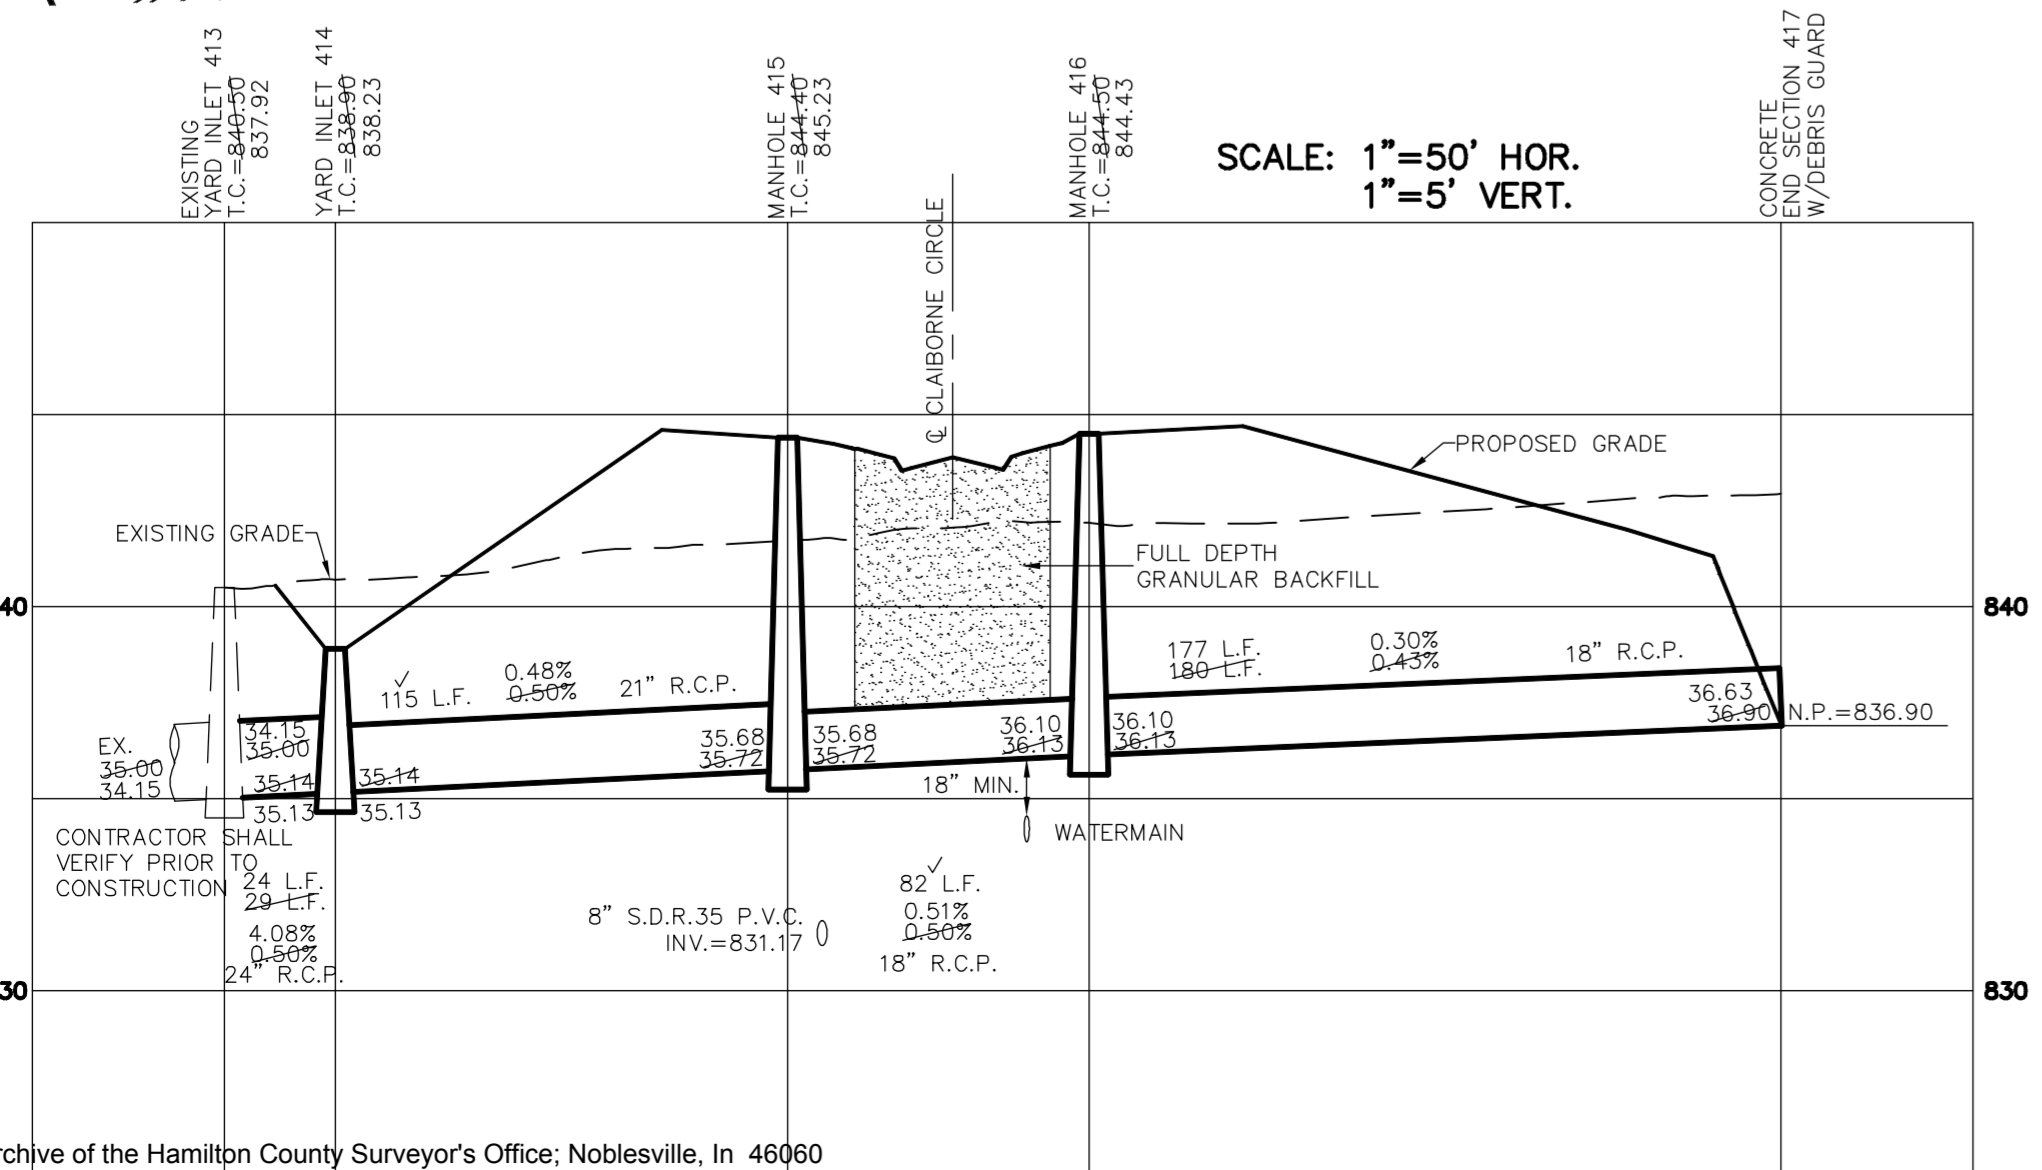 EXISTING
YARD INLET 413
T.C.=840.50
837.92
YARD INLET 414
T.C.=838.90
838.23
MANHOLE 415
T.C.=844.40
845.23
℄ CLAIBORNE CIRCLE
MANHOLE 416
T.C.=844.50
844.43
SCALE: 1"=50' HOR.
1"=5' VERT.
CONCRETE
END SECTION 417
W/DEBRIS GUARD
PROPOSED GRADE
EXISTING GRADE
FULL DEPTH
GRANULAR BACKFILL
40
840
✓
115 L.F.
0.48%
0.50%
21" R.C.P.
177 L.F.
180 L.F.
0.30%
0.43%
18" R.C.P.
36.63
36.90
N.P.=836.90
34.15
35.00
EX.
35.00
34.15
35.14
35.13
35.14
35.13
35.68
35.72
35.68
35.72
36.10
36.13
36.10
36.13
18" MIN.
WATERMAIN
CONTRACTOR SHALL
VERIFY PRIOR TO
CONSTRUCTION
24 L.F.
29 L.F.
4.08%
0.50%
24" R.C.P.
8" S.D.R.35 P.V.C.
INV.=831.17
✓
82 L.F.
0.51%
0.50%
18" R.C.P.
30
830
rchive of the Hamilton County Surveyor's Office; Noblesville, In 46060